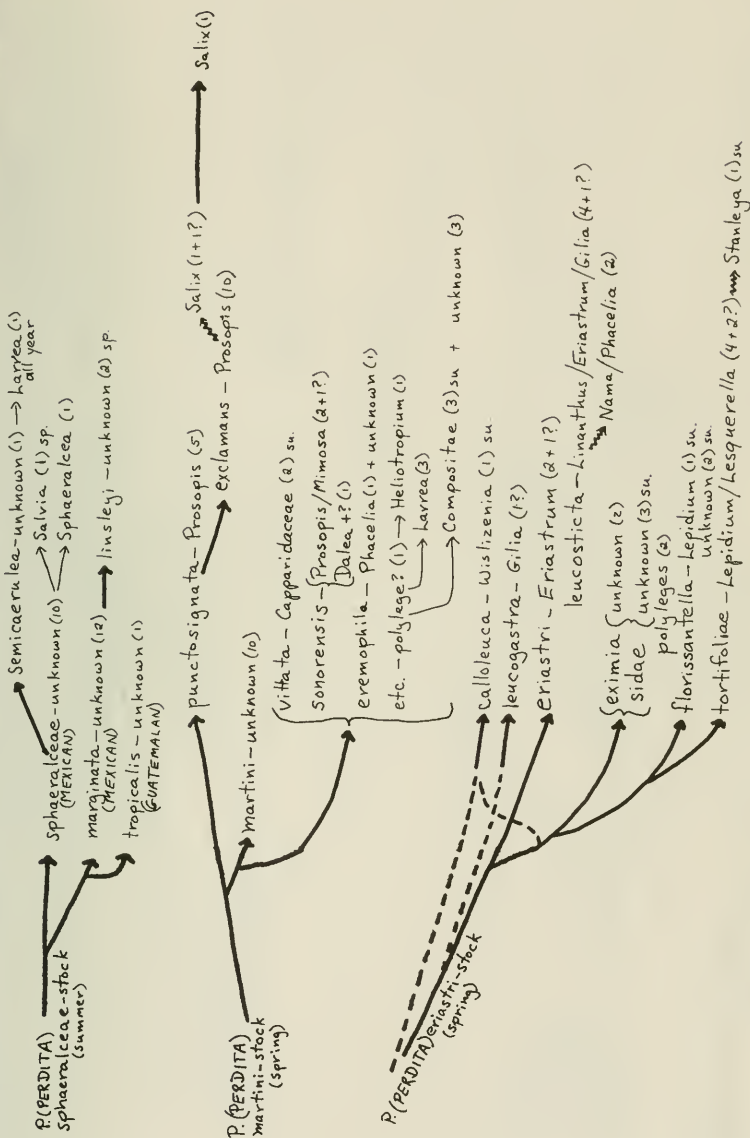 P.(PERDITA)
sphaeralceae-stock
(summer)
Semicaerulea-unknown (1) → Larrea (1)
all year
sphaeralceae-unknown (10)
(MEXICAN)
Salvia (1) sp.
Sphaeralcea (1)
marginata-unknown (12)
(MEXICAN)
linsleyi-unknown (2) sp.
tropicalis-unknown (1)
(GUATEMALAN)
P.(PERDITA)
martini-stock
(spring)
punctosignata-Prosopis (5)
Salix (1+1?)
Salix (1)
exclamans-Prosopis (10)
martini-unknown (10)
vittata-Capparidaceae (2) su.
sonorensis-{Prosopis/Mimosa (2+1?)
Dalea+? (1)
eremophila-Phacelia (1) + unknown (1)
etc.-polylege? (1) → Heliotropium (1)
Larrea (3)
Compositae (3) su + unknown (3)
P.(PERDITA) eriastri-stock
(spring)
calloleuca-Wislizenia (1) su.
leucogastra-Gilia (1?)
eriastri-Eriastrum (2+1?)
leucosticta-Linanthus/Eriastrum/Gilia (4+1?)
Nama/Phacelia (2)
{eximia {unknown (2)
sidae {unknown (3) su.
polyleges (2)
florissantella-Lepidium (1) su.
unknown (2) su.
tortifoliae-Lepidium/Lesquerella (4+2?) Stanleya (1) su